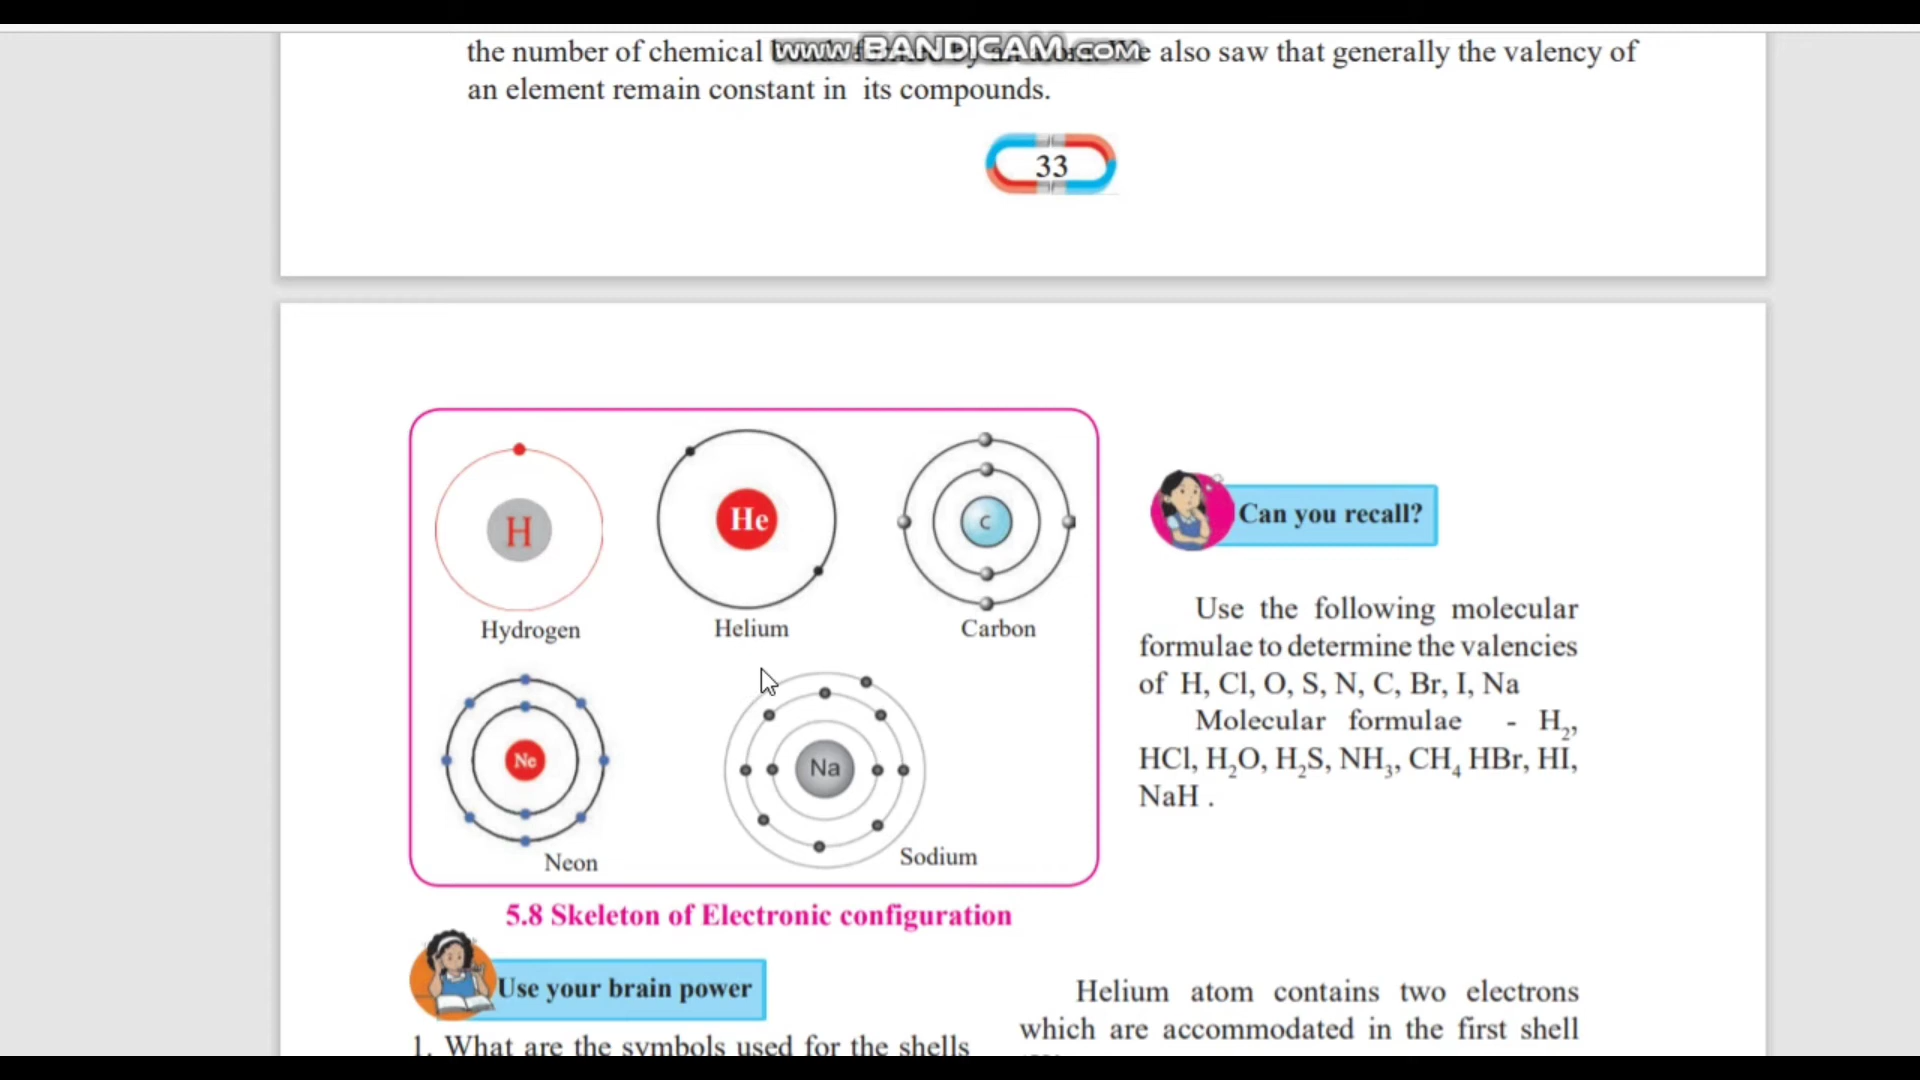 www.BANDICAM.com
the number of chemical We also saw that generally the valency of
an element remain constant in its compounds.
33
H
He
C
Hydrogen
Helium
Carbon
Ne
Na
Neon
Sodium
5.8 Skeleton of Electronic configuration
Can you recall?
Use the following molecular
formulae to determine the valencies
of H, Cl, O, S, N, C, Br, I, Na
Molecular formulae - H₂,
HCl, H₂O, H₂S, NH₃, CH₄ HBr, HI,
NaH .
Use your brain power
1. What are the symbols used for the shells
Helium atom contains two electrons
which are accommodated in the first shell